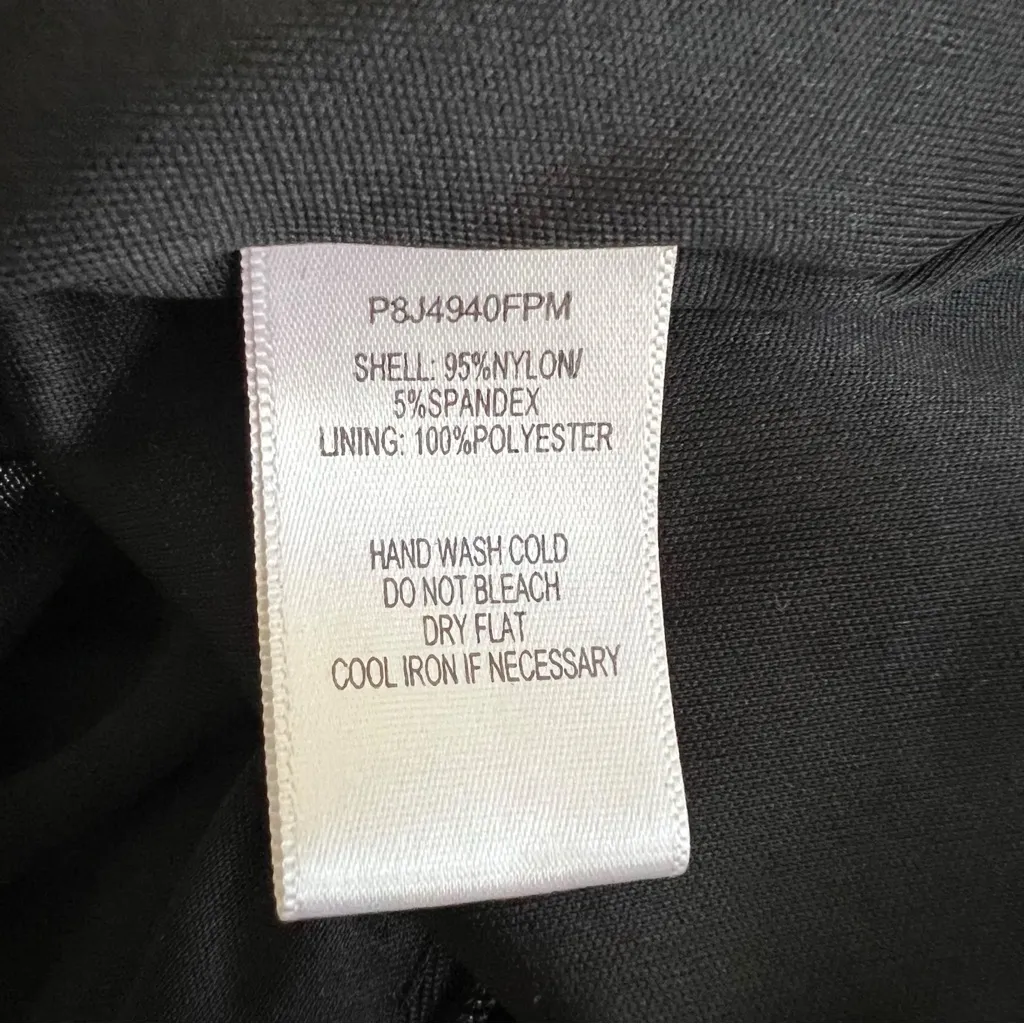 P8J4940FPM
SHELL: 95%NYLON/
5%SPANDEX
LINING: 100%POLYESTER
HAND WASH COLD
DO NOT BLEACH
DRY FLAT
COOL IRON IF NECESSARY